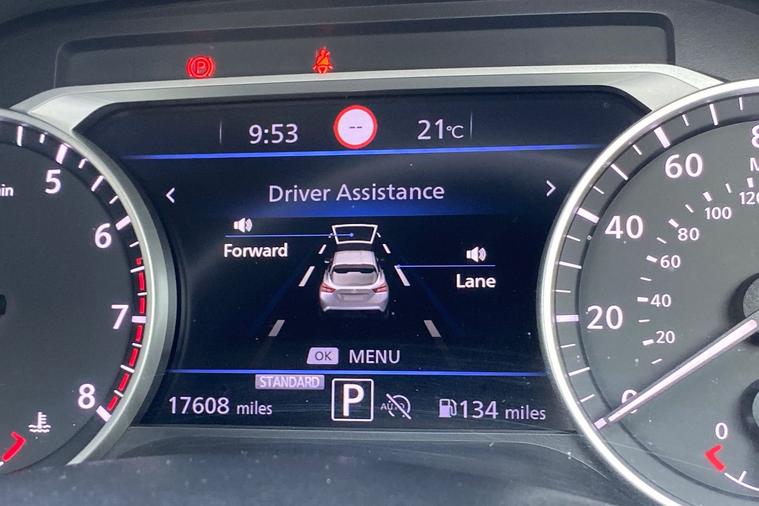 P
9:53 -- 21°C
Driver Assistance
Forward
Lane
OK MENU
STANDARD
17608 miles P AUTO 134 miles
5
6
7
8
60
40
20
0
120
100
80
60
40
20
0